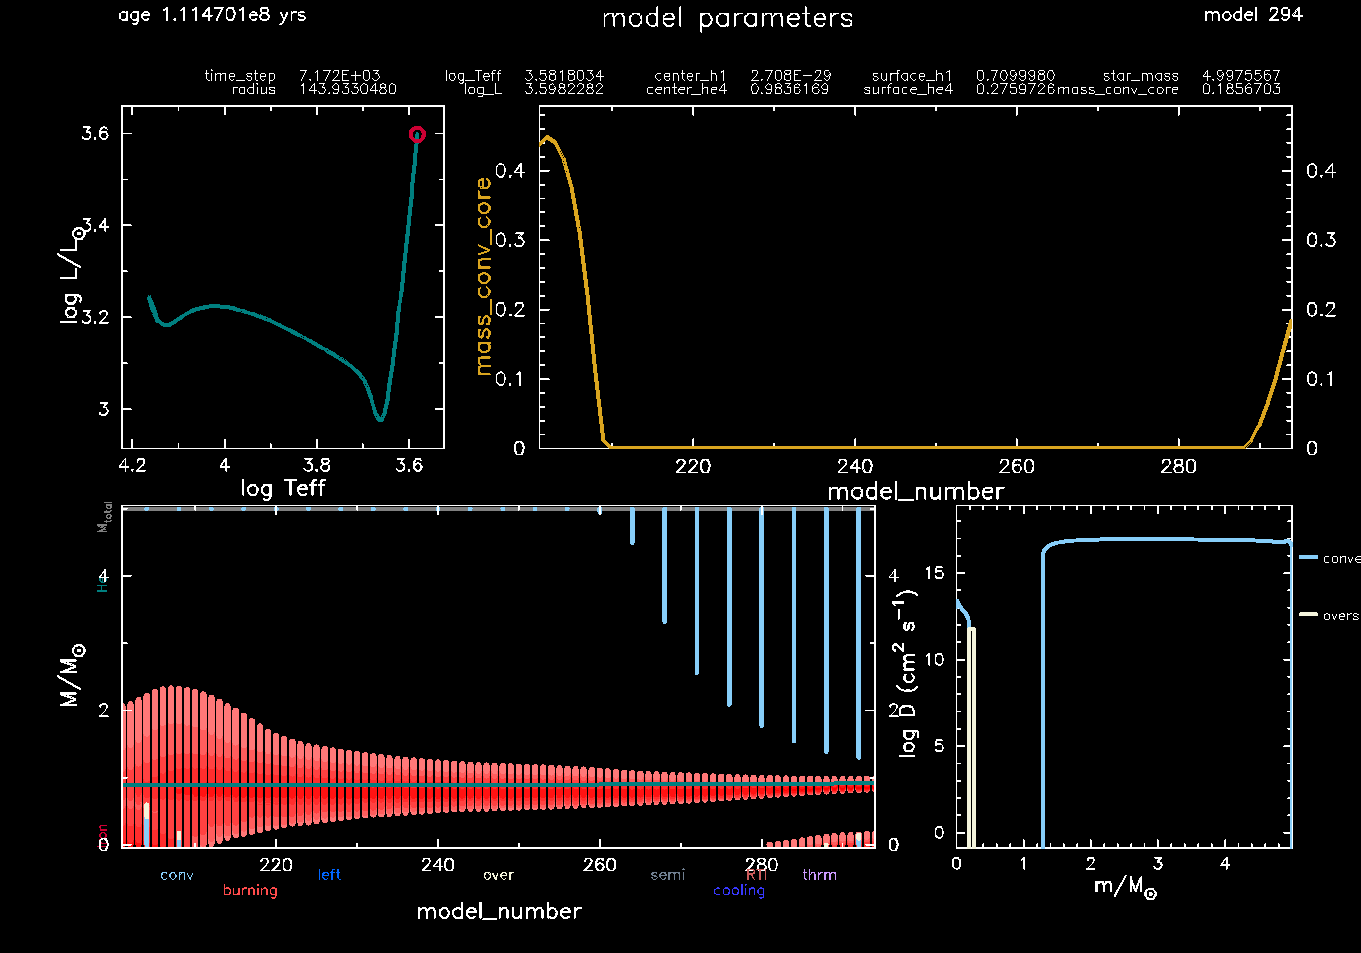 age 1.114701e8 yrs
model parameters
model 294
time_step 7.172E+03 log_Teff 3.5818034 center_h1 2.708E-29 surface_h1 0.7099980 star_mass 4.9975567
radius 143.9330480 log_L 3.5982282 center_he4 0.9836169 surface_he4 0.2759726 mass_conv_core 0.1856703
3.6
3.4
3.2
3
log L/L⊙
4.2 4 3.8 3.6
log Teff
mass_conv_core
0.4
0.3
0.2
0.1
0
0.4
0.3
0.2
0.1
0
220 240 260 280
model_number
Mtotal
He
4
2
0
M/M⊙
4
2
0
220 240 260 280
conv left over semi RTI thrm
burning cooling
model_number
log D (cm2 s−1)
15
10
5
0
0 1 2 3 4
m/M⊙
conve
overs